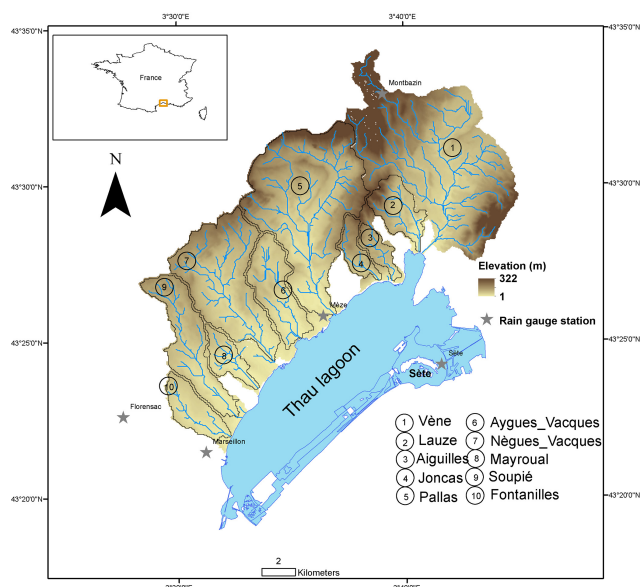 3°30'0"E 3°40'0"E
43°35'0"N 43°35'0"N
France
Montbazin
N
1
43°30'0"N 43°30'0"N
5
2
3
4
7
9
6
Elevation (m)
322
1
Mèze
Rain gauge station
43°25'0"N 43°25'0"N
8
Thau lagoon
Sète
Sète
10
Florensac
Marseillon
1 Vène 6 Aygues_Vacques
2 Lauze 7 Nègues_Vacques
3 Aiguilles 8 Mayroual
4 Joncas 9 Soupié
5 Pallas 10 Fontanilles
43°20'0"N 43°20'0"N
2
Kilometers